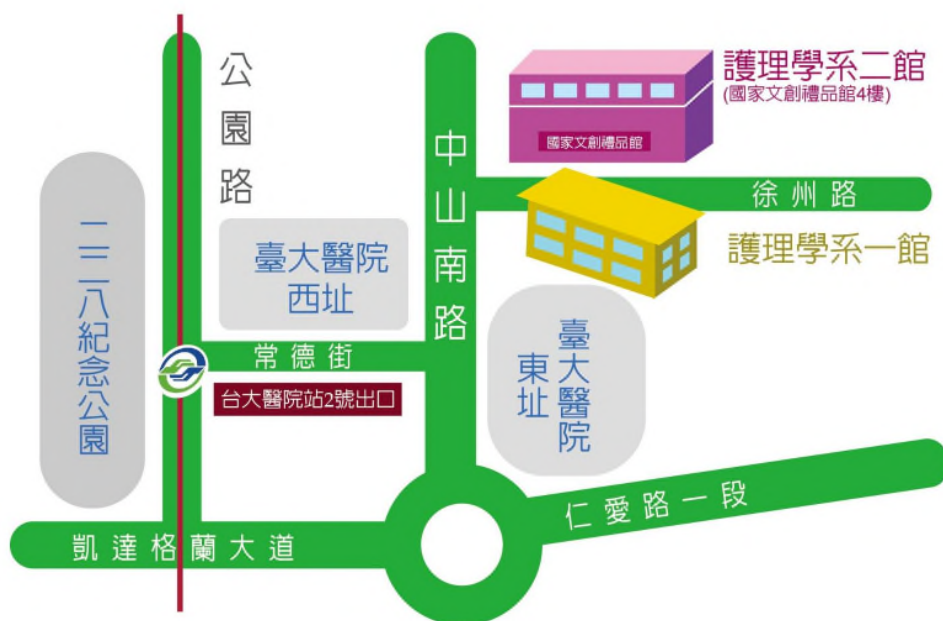 公園路
中山南路
護理學系二館
(國家文創禮品館4樓)
國家文創禮品館
徐州路
護理學系一館
二二八紀念公園
臺大醫院
西址
常德街
台大醫院站2號出口
臺大醫院
東址
仁愛路一段
凱達格蘭大道